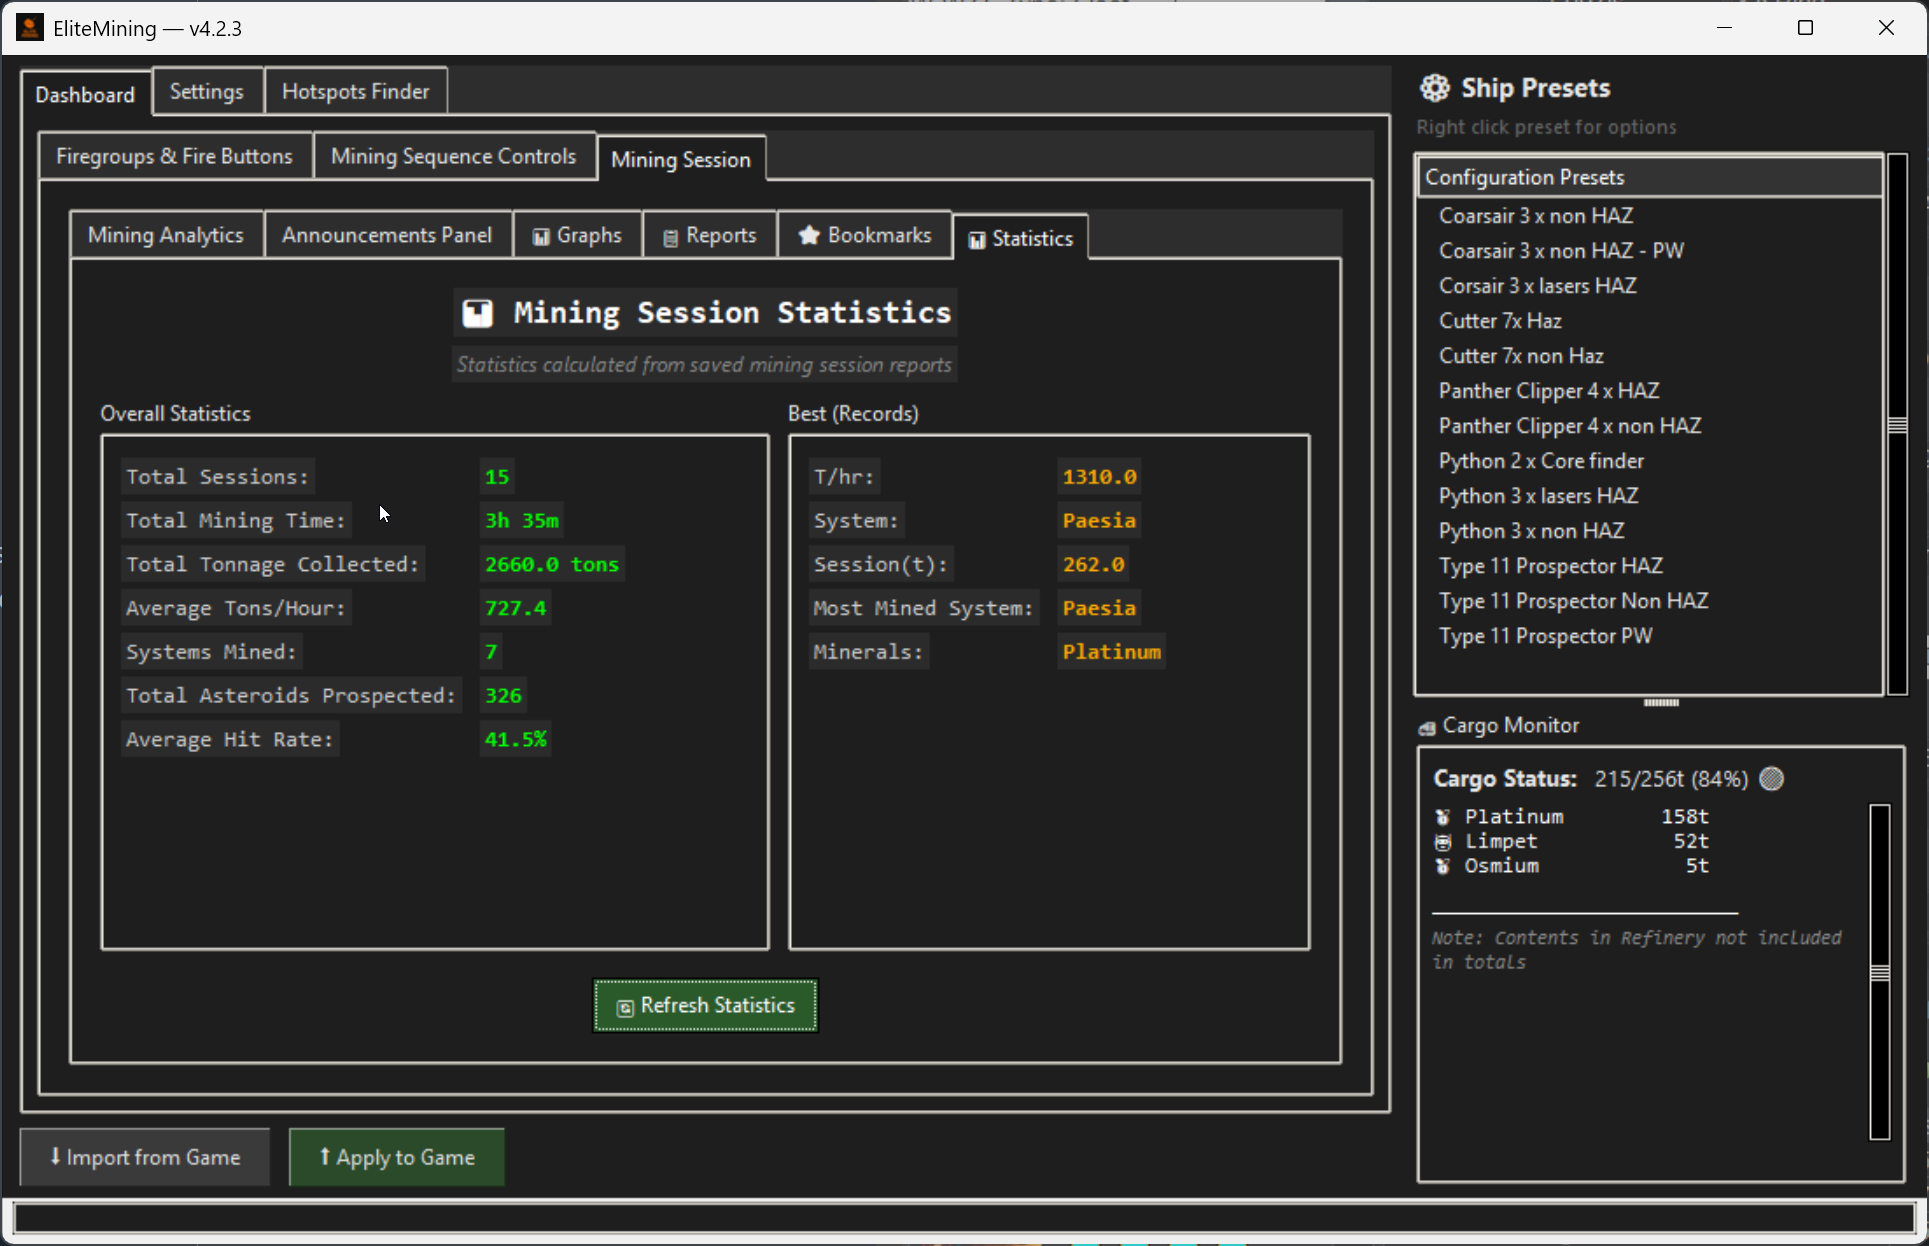 EliteMining — v4.2.3
Dashboard
Settings
Hotspots Finder
Firegroups & Fire Buttons
Mining Sequence Controls
Mining Session
Mining Analytics
Announcements Panel
Graphs
Reports
Bookmarks
Statistics
Mining Session Statistics
Statistics calculated from saved mining session reports
Overall Statistics
Total Sessions: 15
Total Mining Time: 3h 35m
Total Tonnage Collected: 2660.0 tons
Average Tons/Hour: 727.4
Systems Mined: 7
Total Asteroids Prospected: 326
Average Hit Rate: 41.5%
Best (Records)
T/hr: 1310.0
System: Paesia
Session(t): 262.0
Most Mined System: Paesia
Minerals: Platinum
Refresh Statistics
Import from Game
Apply to Game
Ship Presets
Right click preset for options
Configuration Presets
Coarsair 3 x non HAZ
Coarsair 3 x non HAZ - PW
Corsair 3 x lasers HAZ
Cutter 7x Haz
Cutter 7x non Haz
Panther Clipper 4 x HAZ
Panther Clipper 4 x non HAZ
Python 2 x Core finder
Python 3 x lasers HAZ
Python 3 x non HAZ
Type 11 Prospector HAZ
Type 11 Prospector Non HAZ
Type 11 Prospector PW
Cargo Monitor
Cargo Status: 215/256t (84%)
Platinum 158t
Limpet 52t
Osmium 5t
Note: Contents in Refinery not included
in totals